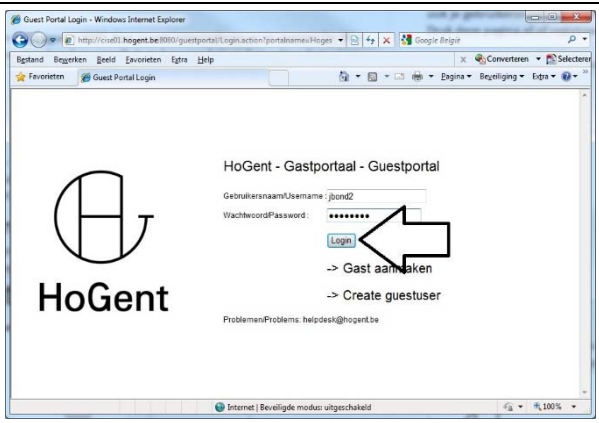 Guest Portal Login - Windows Internet Explorer
http://cise01.hogent.be:8080/guestportal/Login.action?portalname=Hoges
Google België
Bestand Bewerken Beeld Favorieten Extra Help
x Converteren Selecteren
Favorieten Guest Portal Login Pagina Beveiliging Extra
HoGent - Gastportaal - Guestportal
Gebruikersnaam/Username : jbond2
Wachtwoord/Password : ••••••••
Login
-> Gast aanmaken
HoGent
-> Create guestuser
Problemen/Problems: helpdesk@hogent.be
Internet | Beveiligde modus: uitgeschakeld 100%